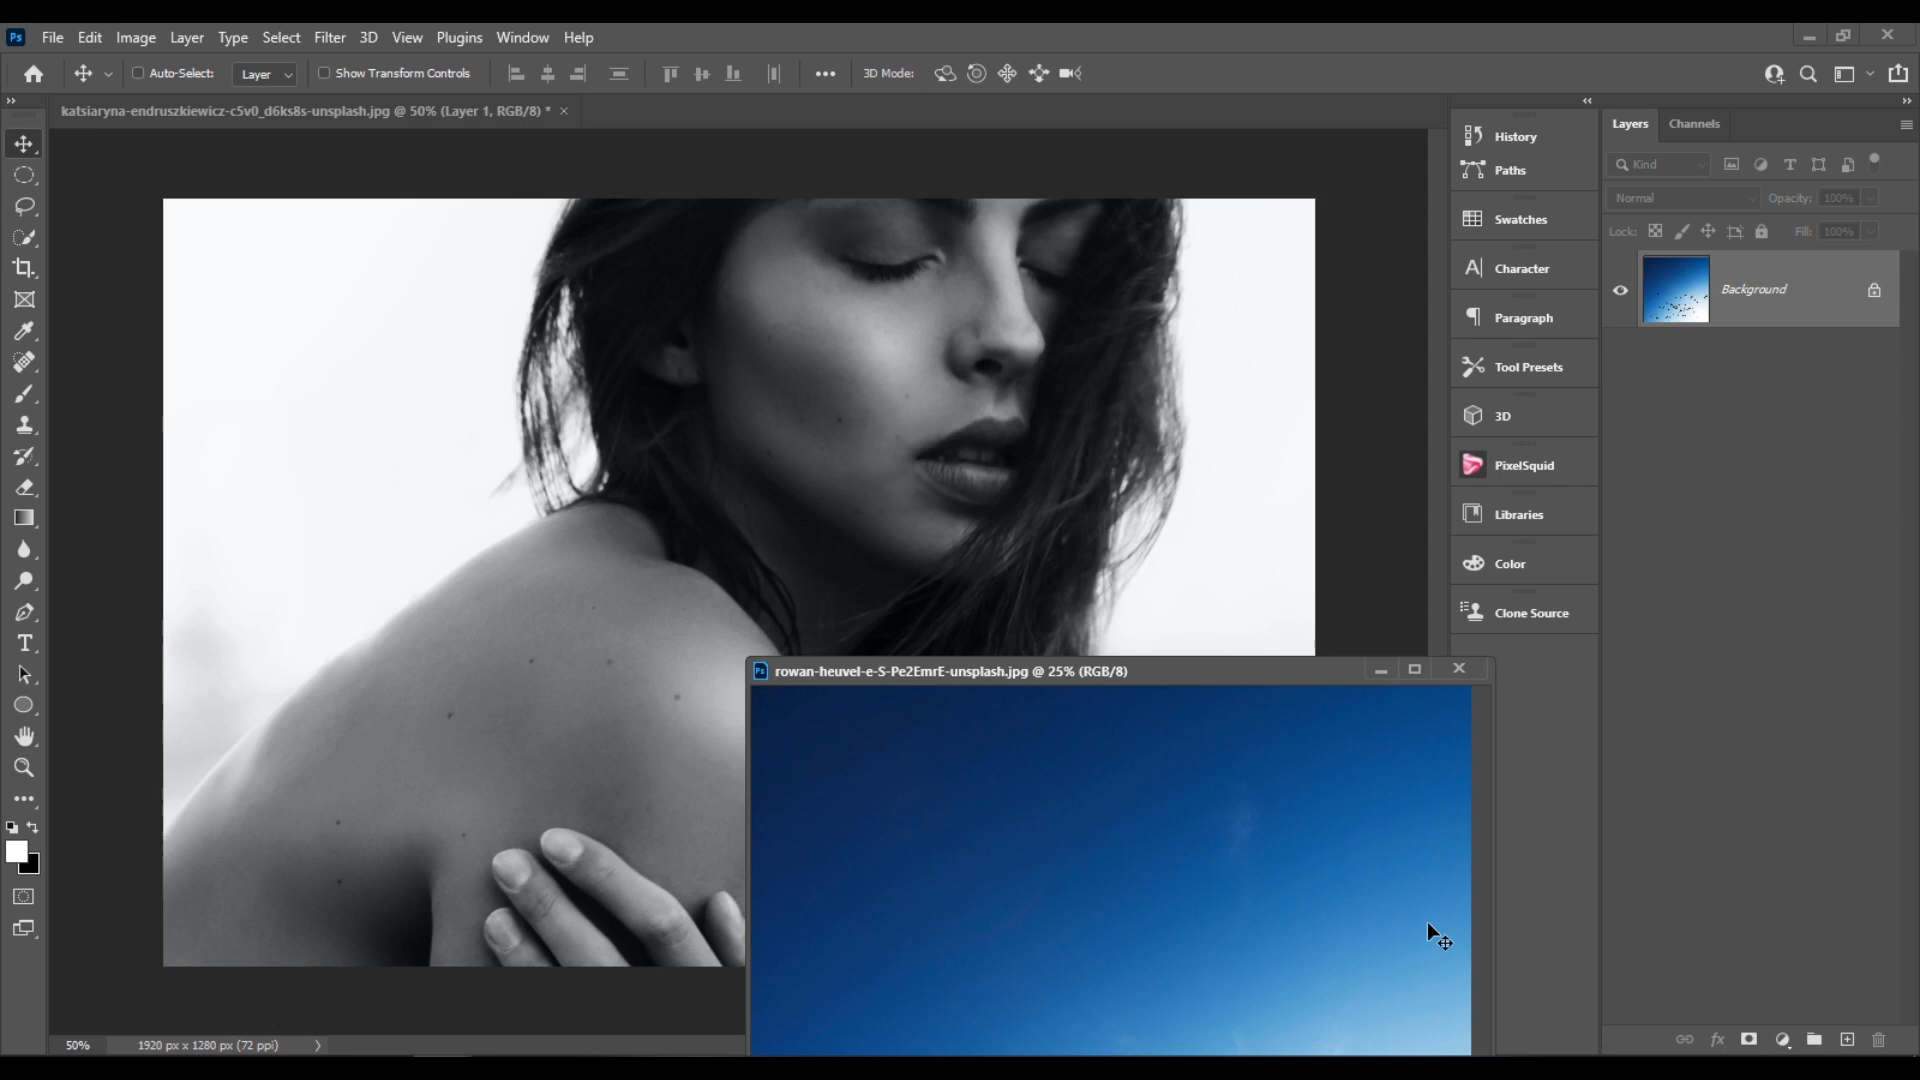 Ps File Edit Image Layer Type Select Filter 3D View Plugins Window Help
Auto-Select: Layer Show Transform Controls 3D Mode:
katsiaryna-endruszkiewicz-c5v0_d6ks8s-unsplash.jpg @ 50% (Layer 1, RGB/8) *
History
Paths
Swatches
Character
Paragraph
Tool Presets
3D
PixelSquid
Libraries
Color
Clone Source
Layers Channels
Kind
Normal Opacity: 100%
Lock: Fill: 100%
Background
Ps rowan-heuvel-e-S-Pe2EmrE-unsplash.jpg @ 25% (RGB/8)
50% 1920 px x 1280 px (72 ppi)
fx